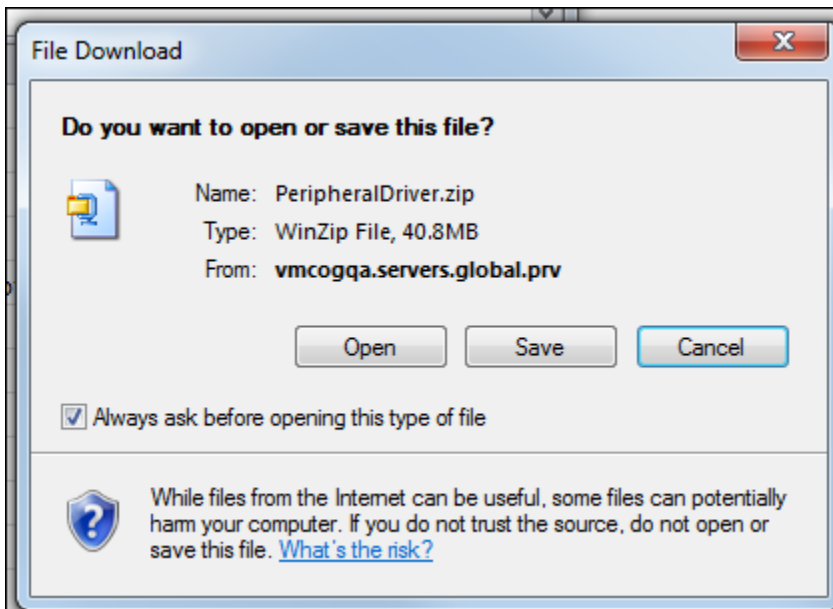 File Download
Do you want to open or save this file?
Name: PeripheralDriver.zip
Type: WinZip File, 40.8MB
From: vmcogqa.servers.global.prv
Open Save Cancel
Always ask before opening this type of file
While files from the Internet can be useful, some files can potentially
harm your computer. If you do not trust the source, do not open or
save this file. What's the risk?